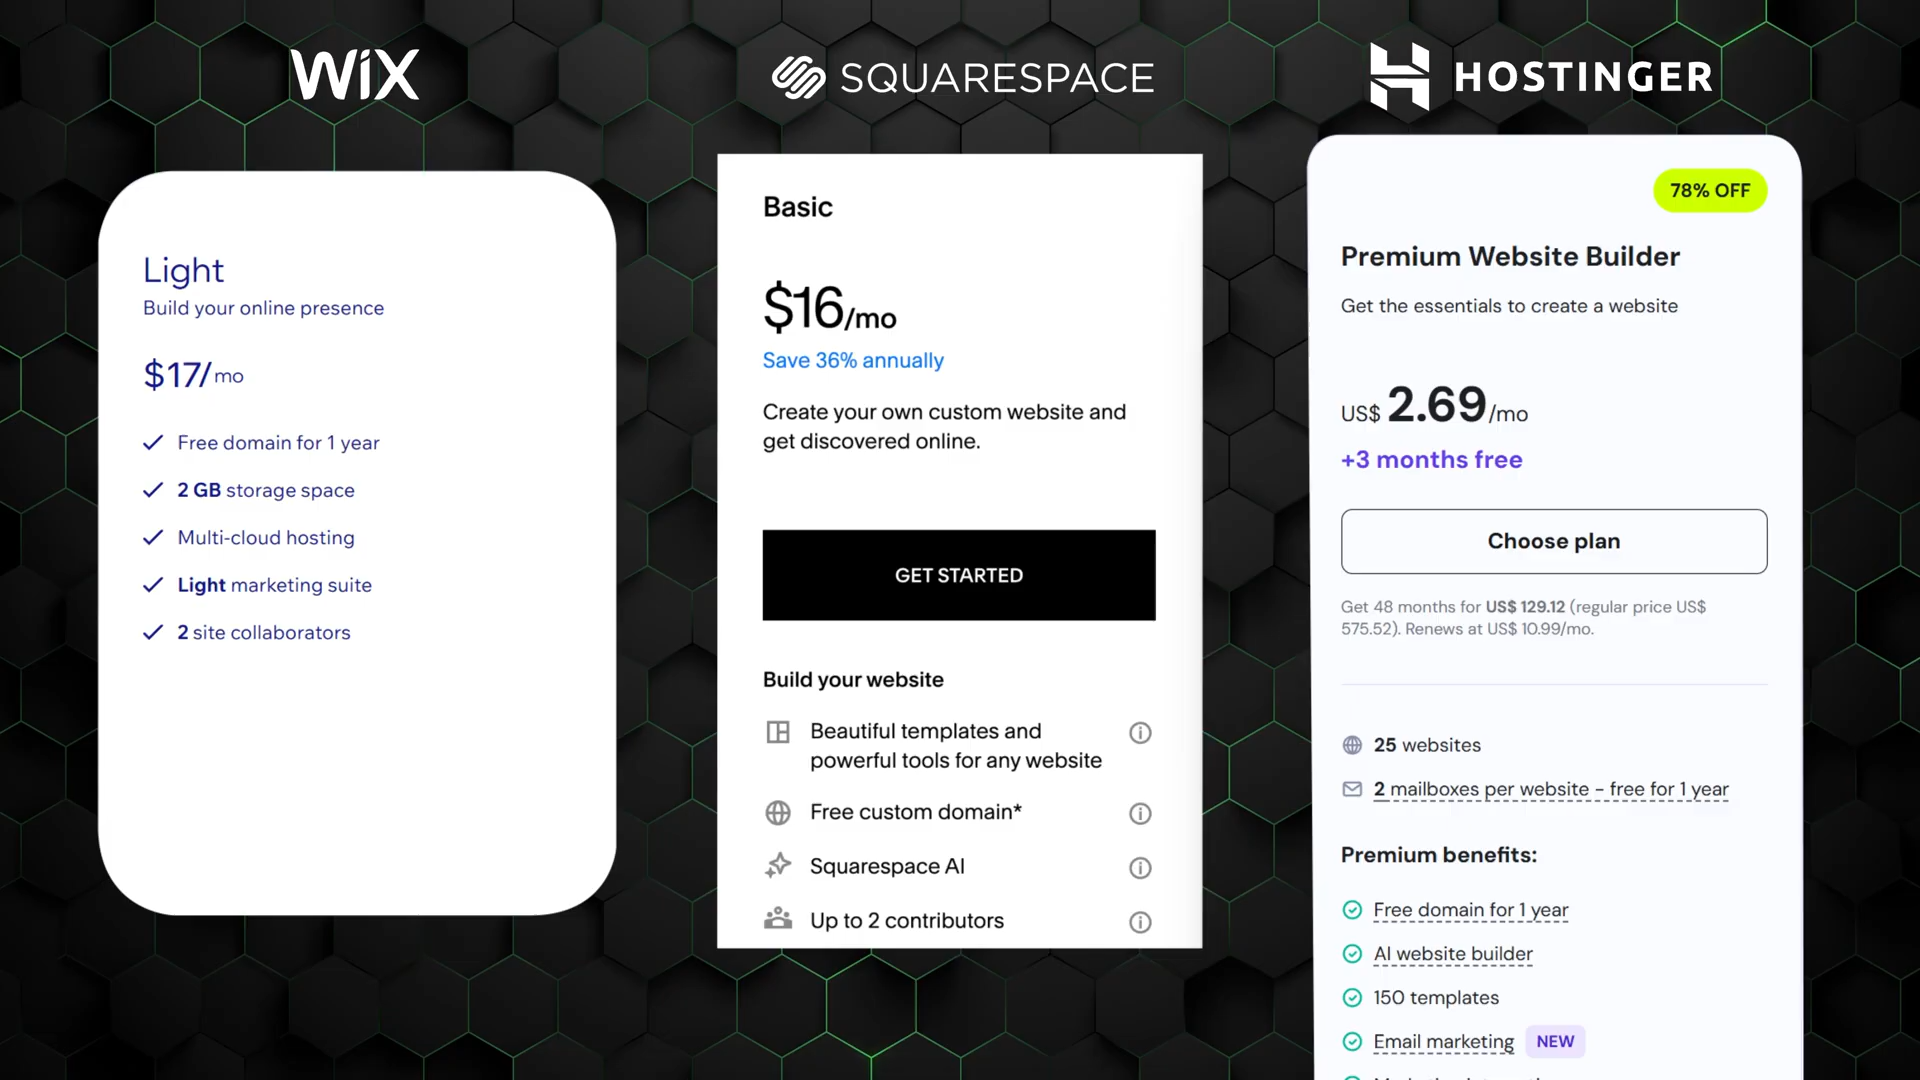 WiX
Light
Build your online presence
$17/mo
Free domain for 1 year
2 GB storage space
Multi-cloud hosting
Light marketing suite
2 site collaborators
SQUARESPACE
Basic
$16/mo
Save 36% annually
Create your own custom website and
get discovered online.
GET STARTED
Build your website
Beautiful templates and
powerful tools for any website
Free custom domain*
Squarespace AI
Up to 2 contributors
HOSTINGER
78% OFF
Premium Website Builder
Get the essentials to create a website
US$ 2.69/mo
+3 months free
Choose plan
Get 48 months for US$ 129.12 (regular price US$
575.52). Renews at US$ 10.99/mo.
25 websites
2 mailboxes per website – free for 1 year
Premium benefits:
Free domain for 1 year
AI website builder
150 templates
Email marketing NEW